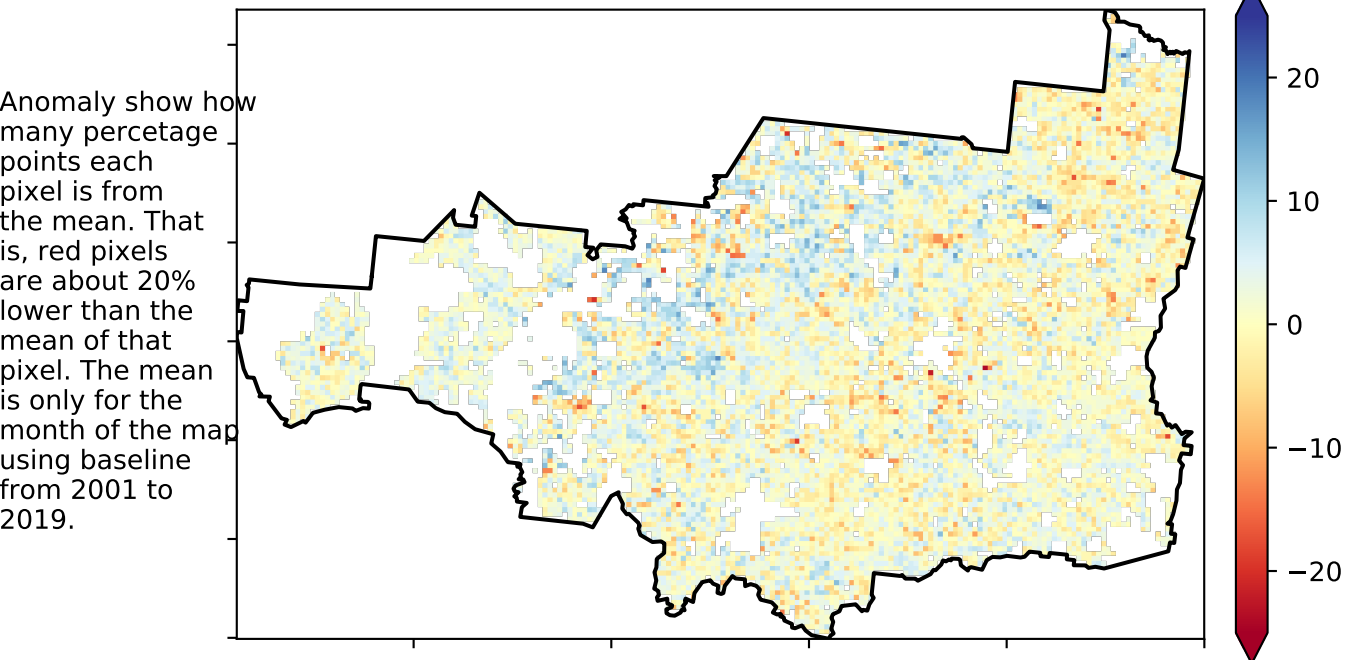 Anomaly show how
many percetage
points each
pixel is from
the mean. That
is, red pixels
are about 20%
lower than the
mean of that
pixel. The mean
is only for the
month of the map
using baseline
from 2001 to
2019.
20
10
0
−10
−20